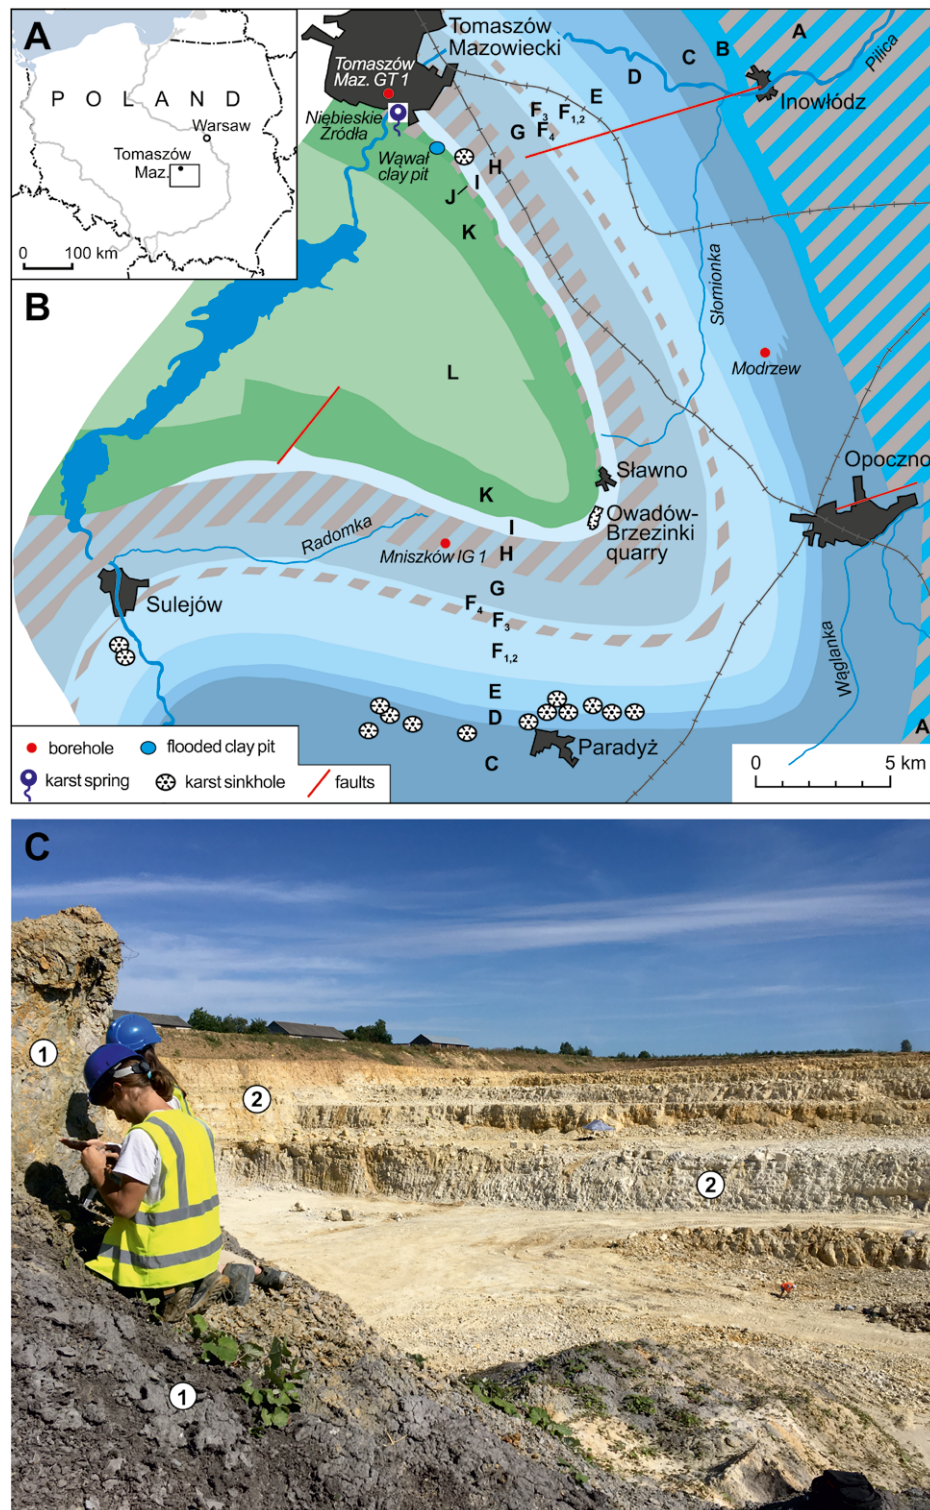 A
POLAND
Warsaw
Tomaszów
Maz.
0 100 km
B
Tomaszów
Mazowiecki
Tomaszów
Maz. GT 1
Niębieskie
Źródła
Wąwał
clay pit
A
B
C
D
E
F3
F1,2
F4
G
H
I
J
K
Pilica
Inowłódz
Słomionka
Modrzew
L
Opoczno
Sławno
Owadów-
Brzezinki
quarry
K
I
H
Radomka
Mniszków IG 1
G
F4
F3
F1,2
E
D
C
Sulejów
Wąglanka
Paradyż
A
borehole
flooded clay pit
karst spring
karst sinkhole
faults
0 5 km
C
1
2
2
1